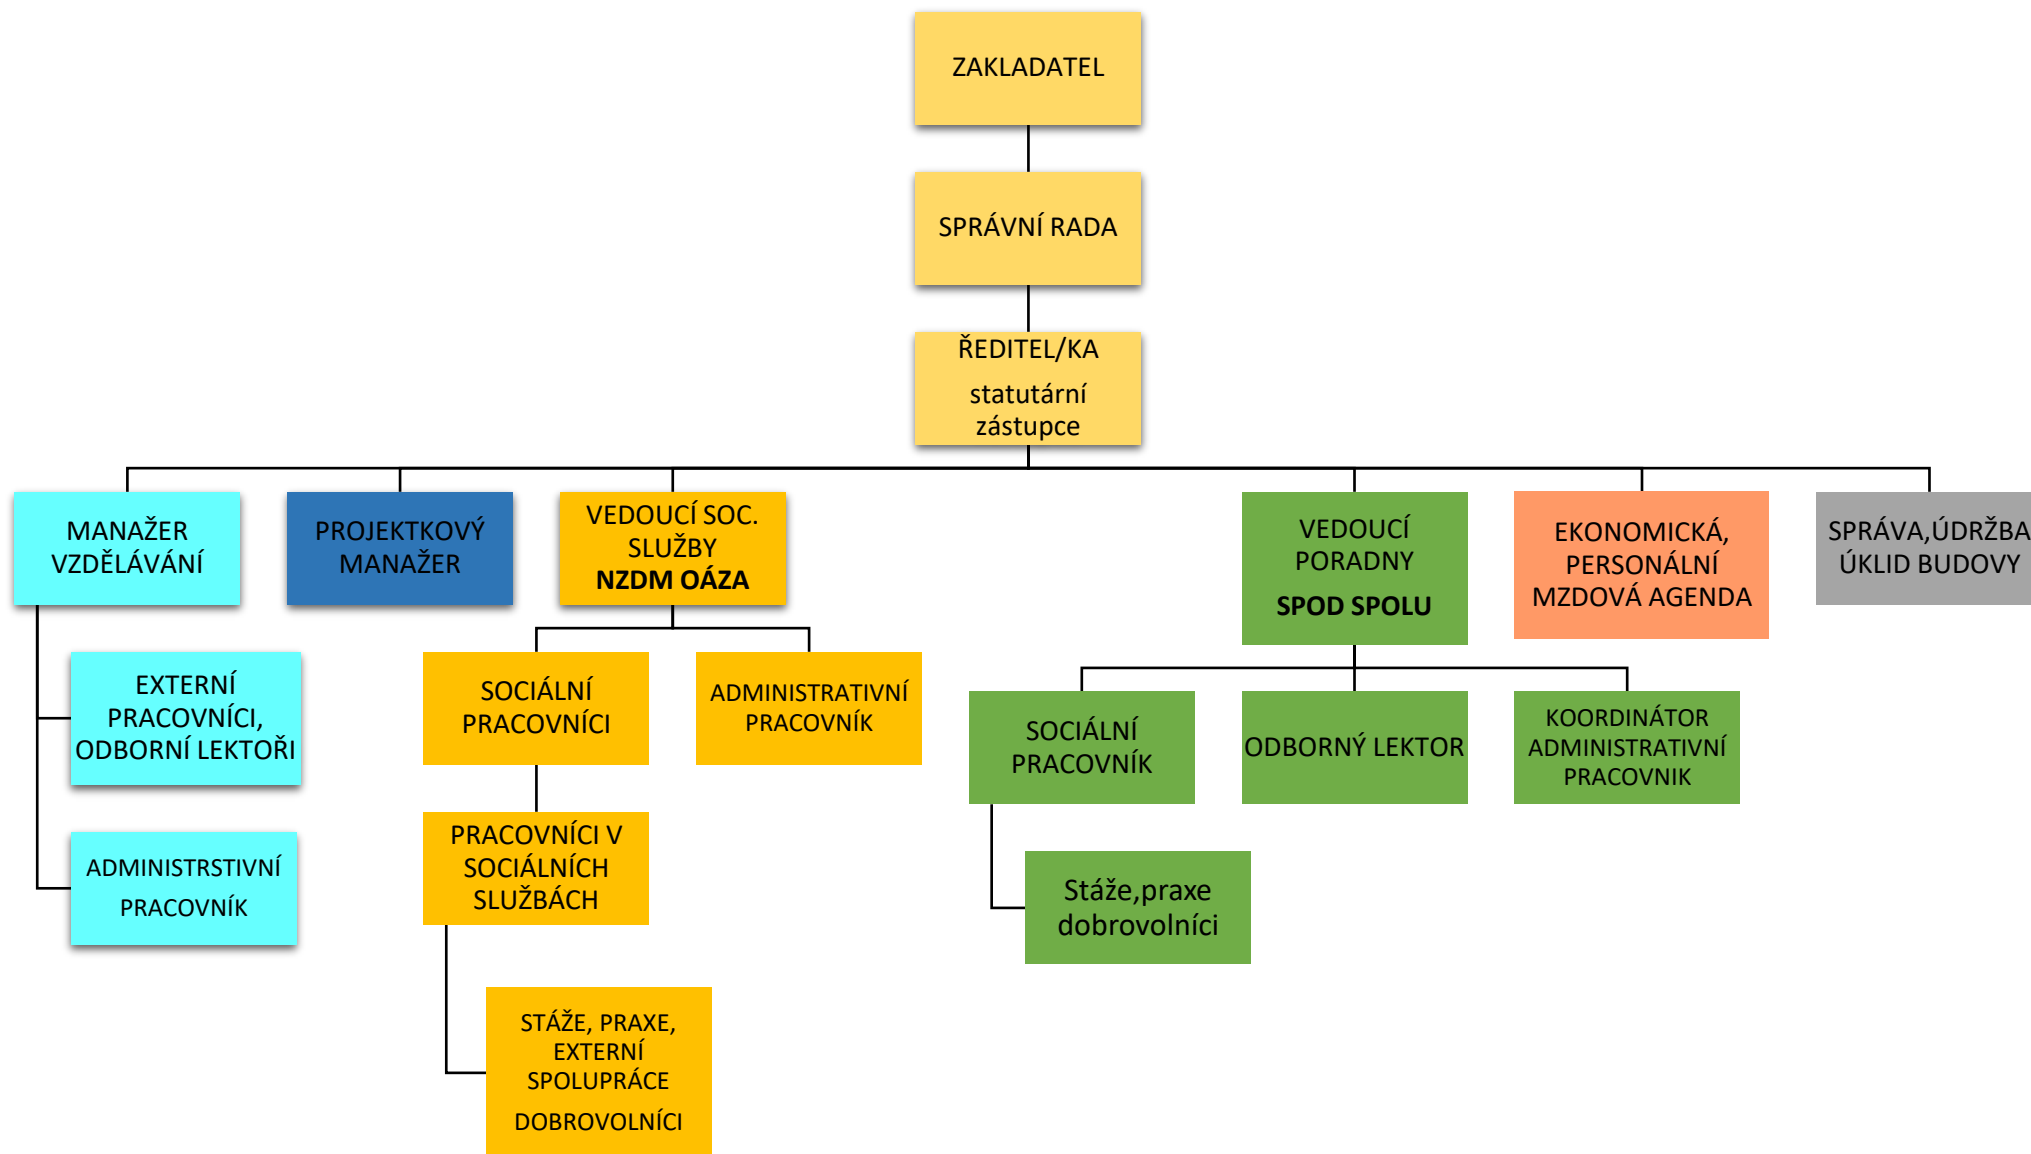 ZAKLADATEL
SPRÁVNÍ RADA
ŘEDITEL/KA
statutární
zástupce
MANAŽER
VZDĚLÁVÁNÍ
PROJEKTKOVÝ
MANAŽER
VEDOUCÍ SOC.
SLUŽBY
NZDM OÁZA
VEDOUCÍ
PORADNY
SPOD SPOLU
EKONOMICKÁ,
PERSONÁLNÍ
MZDOVÁ AGENDA
SPRÁVA,ÚDRŽBA
ÚKLID BUDOVY
EXTERNÍ
PRACOVNÍCI,
ODBORNÍ LEKTOŘI
ADMINISTRSTIVNÍ
PRACOVNÍK
SOCIÁLNÍ
PRACOVNÍCI
ADMINISTRATIVNÍ
PRACOVNÍK
PRACOVNÍCI V
SOCIÁLNÍCH
SLUŽBÁCH
STÁŽE, PRAXE,
EXTERNÍ
SPOLUPRÁCE
DOBROVOLNÍCI
SOCIÁLNÍ
PRACOVNÍK
ODBORNÝ LEKTOR
KOORDINÁTOR
ADMINISTRATIVNÍ
PRACOVNIK
Stáže,praxe
dobrovolníci